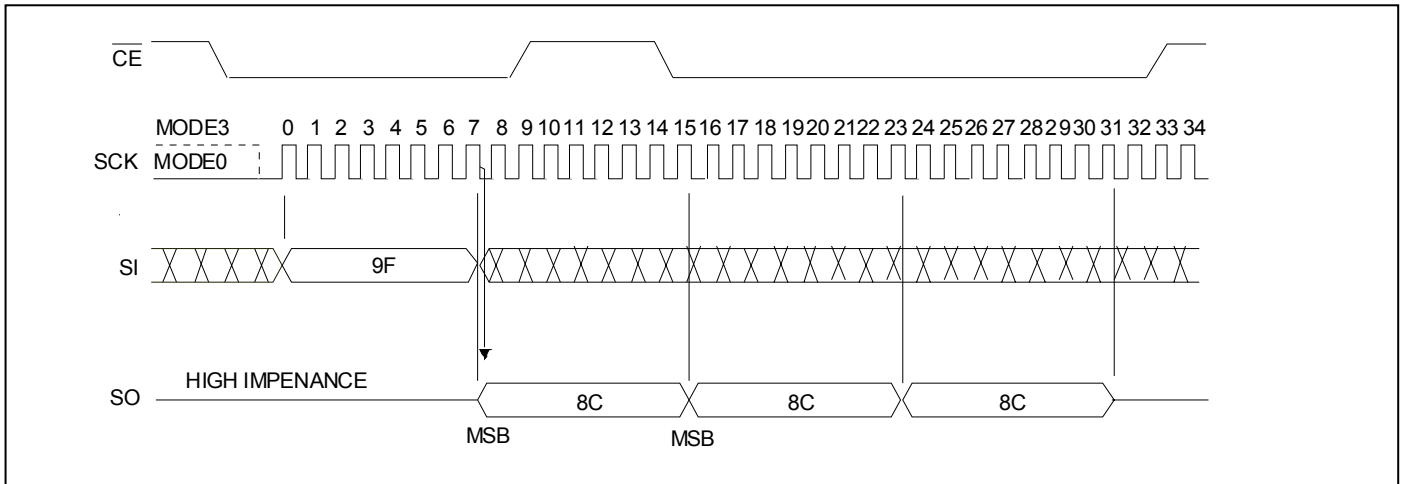 CE
MODE3 0 1 2 3 4 5 6 7 8 9 10 11 12 13 14 15 16 17 18 19 20 21 22 23 24 25 26 27 28 29 30 31 32 33 34
SCK MODE0
SI 9F
HIGH IMPENANCE
SO 8C 8C 8C
MSB MSB